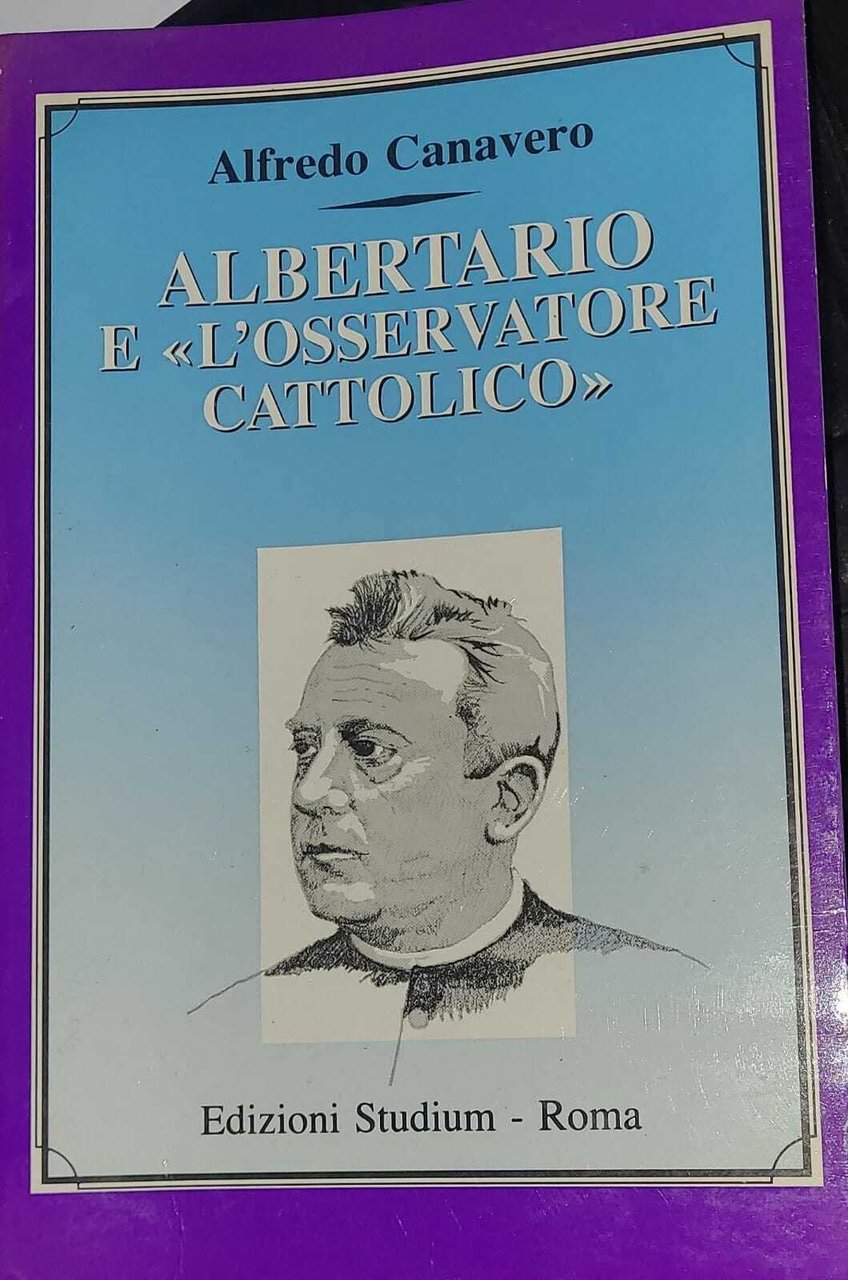 Alfredo Canavero
ALBERTARIO
E «L'OSSERVATORE
CATTOLICO»
Edizioni Studium - Roma